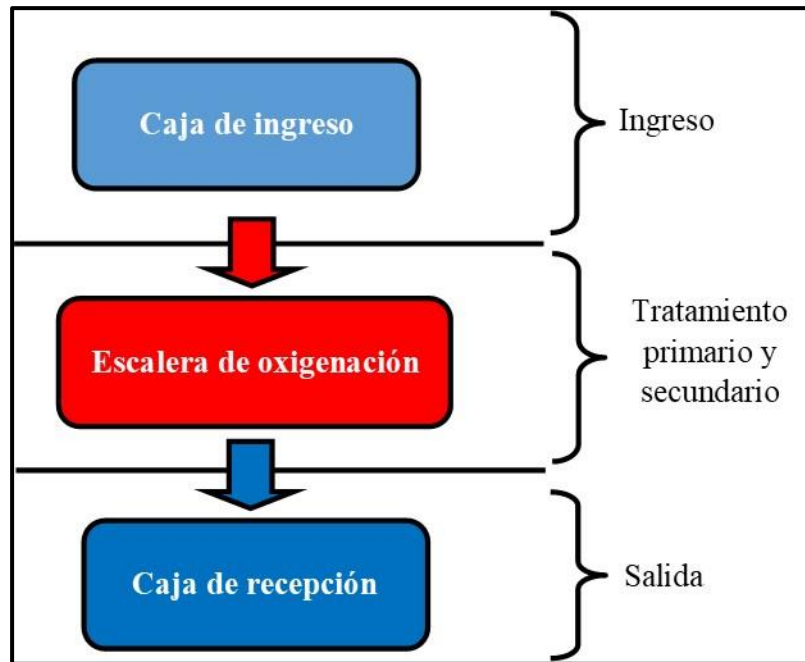 Caja de ingreso
Ingreso
Escalera de oxigenación
Tratamiento
primario y
secundario
Caja de recepción
Salida